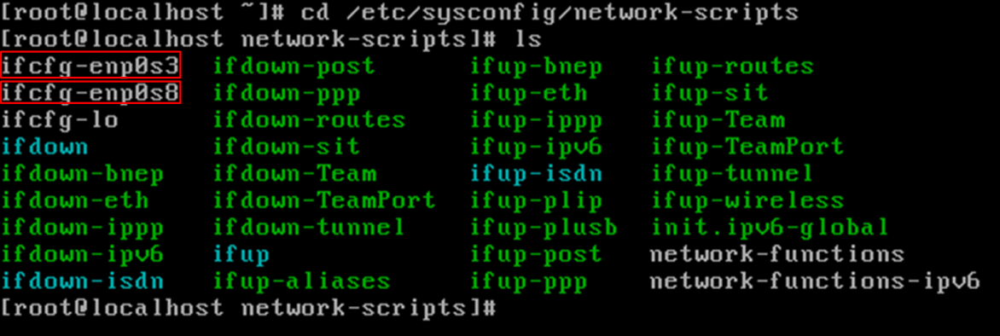 [root@localhost ~]# cd /etc/sysconfig/network-scripts
[root@localhost network-scripts]# ls
ifcfg-enp0s3 ifdown-post ifup-bnep ifup-routes
ifcfg-enp0s8 ifdown-ppp ifup-eth ifup-sit
ifcfg-lo ifdown-routes ifup-ippp ifup-Team
ifdown ifdown-sit ifup-ipv6 ifup-TeamPort
ifdown-bnep ifdown-Team ifup-isdn ifup-tunnel
ifdown-eth ifdown-TeamPort ifup-plip ifup-wireless
ifdown-ippp ifdown-tunnel ifup-plusb init.ipv6-global
ifdown-ipv6 ifup ifup-post network-functions
ifdown-isdn ifup-aliases ifup-ppp network-functions-ipv6
[root@localhost network-scripts]#